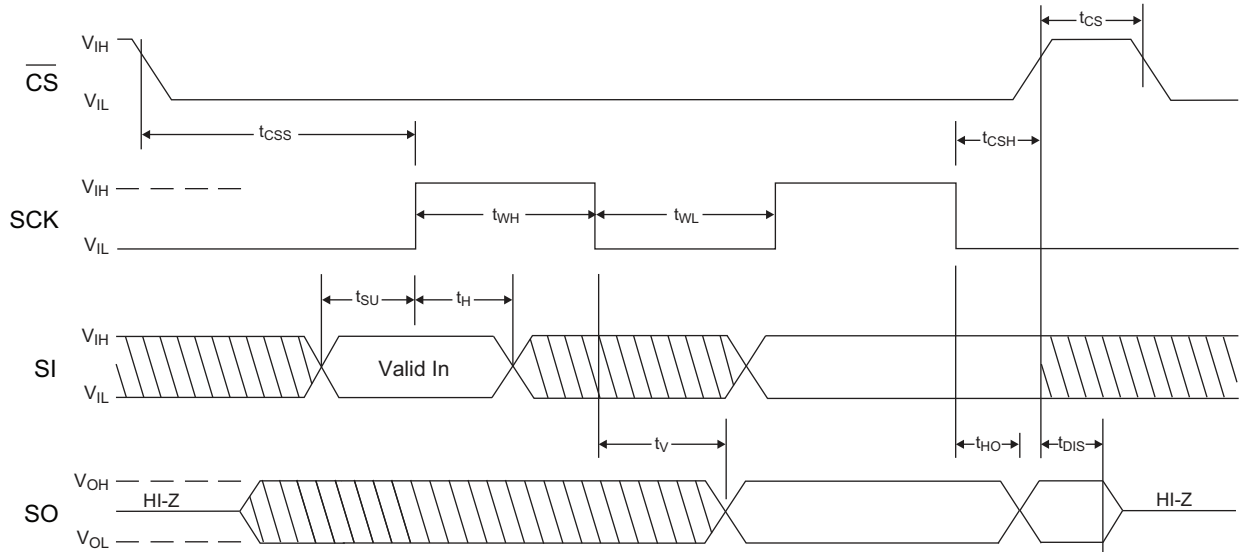 tCS
VIH
CS
VIL
tCSS
tCSH
VIH
SCK
tWH
tWL
VIL
tSU
tH
VIH
SI
Valid In
VIL
tV
tHO
tDIS
VOH
HI-Z
HI-Z
SO
VOL